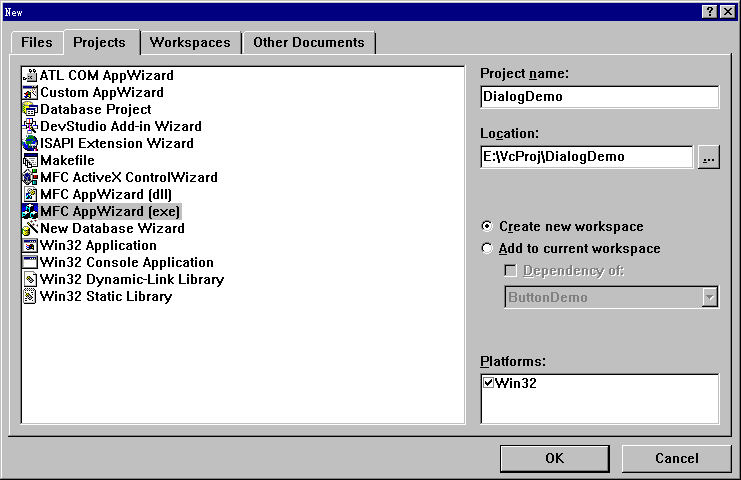 New
Files Projects Workspaces Other Documents
ATL COM AppWizard
Custom AppWizard
Database Project
DevStudio Add-in Wizard
ISAPI Extension Wizard
Makefile
MFC ActiveX ControlWizard
MFC AppWizard (dll)
MFC AppWizard (exe)
New Database Wizard
Win32 Application
Win32 Console Application
Win32 Dynamic-Link Library
Win32 Static Library
Project name:
DialogDemo
Location:
E:\VcProj\DialogDemo ...
Create new workspace
Add to current workspace
Dependency of:
ButtonDemo
Platforms:
Win32
OK Cancel